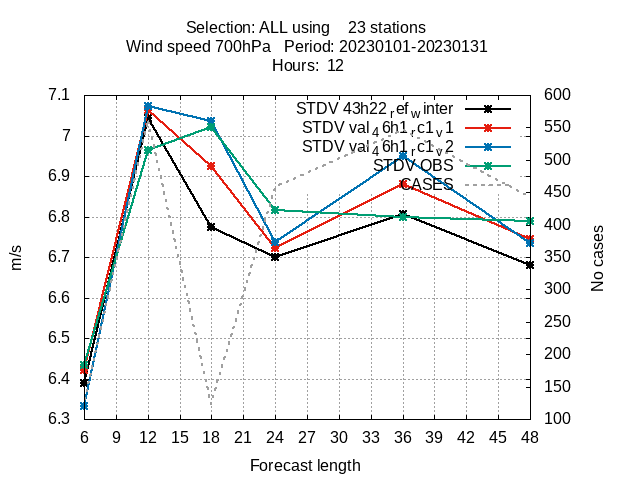 Selection: ALL using 23 stations
Wind speed 700hPa Period: 20230101-20230131
Hours: 12
7.1
7
6.9
6.8
6.7
6.6
6.5
6.4
6.3
m/s
STDV 43h22_ref_winter
STDV val_46h1_rc1_v1
STDV val_46h1_rc1_v2
STDV OBS
CASES
600
550
500
450
400
350
300
250
200
150
100
No cases
6 9 12 15 18 21 24 27 30 33 36 39 42 45 48
Forecast length